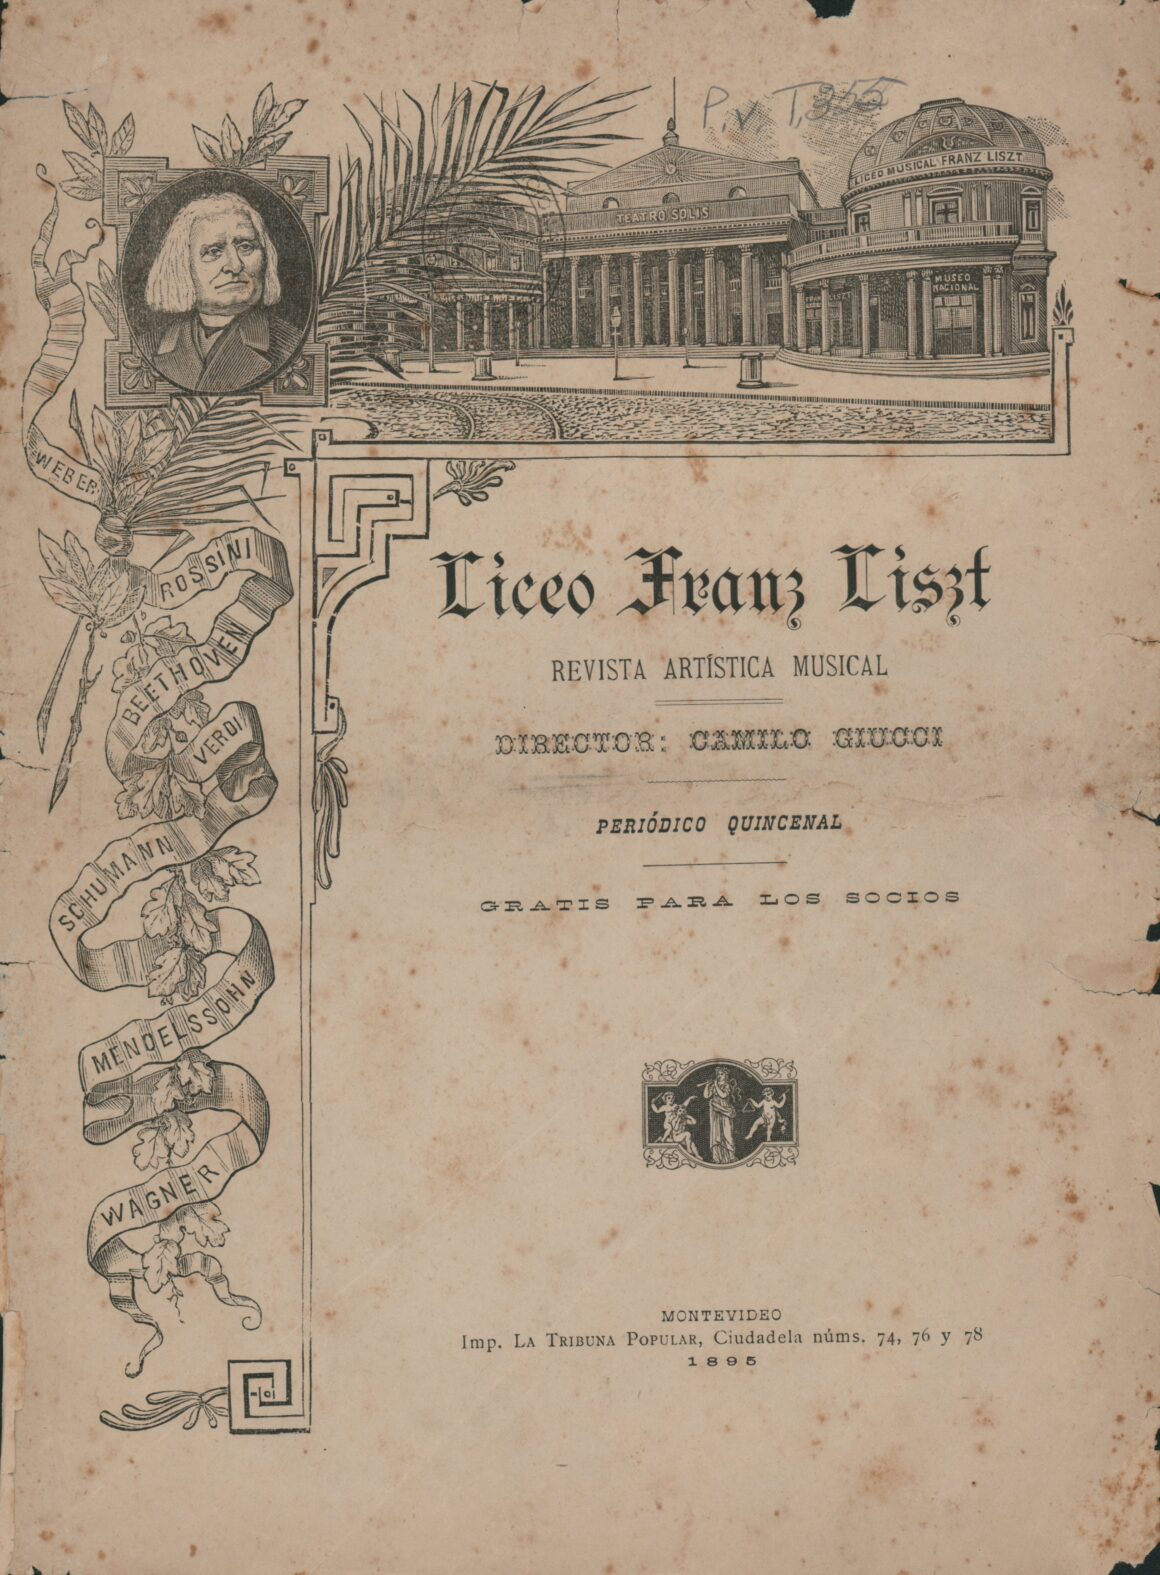 P. v. T. 355
LICEO MUSICAL FRANZ LISZT
TEATRO SOLIS
MUSEO
NACIONAL
LISZT
WEBER
ROSSINI
BEETHOVEN
VERDI
SCHUMANN
MENDELSSOHN
WAGNER
Liceo Franz Liszt
REVISTA ARTÍSTICA MUSICAL
DIRECTOR: CAMILO GIUCCI
PERIÓDICO QUINCENAL
GRATIS PARA LOS SOCIOS
MONTEVIDEO
Imp. LA TRIBUNA POPULAR, Ciudadela núms. 74, 76 y 78
1895